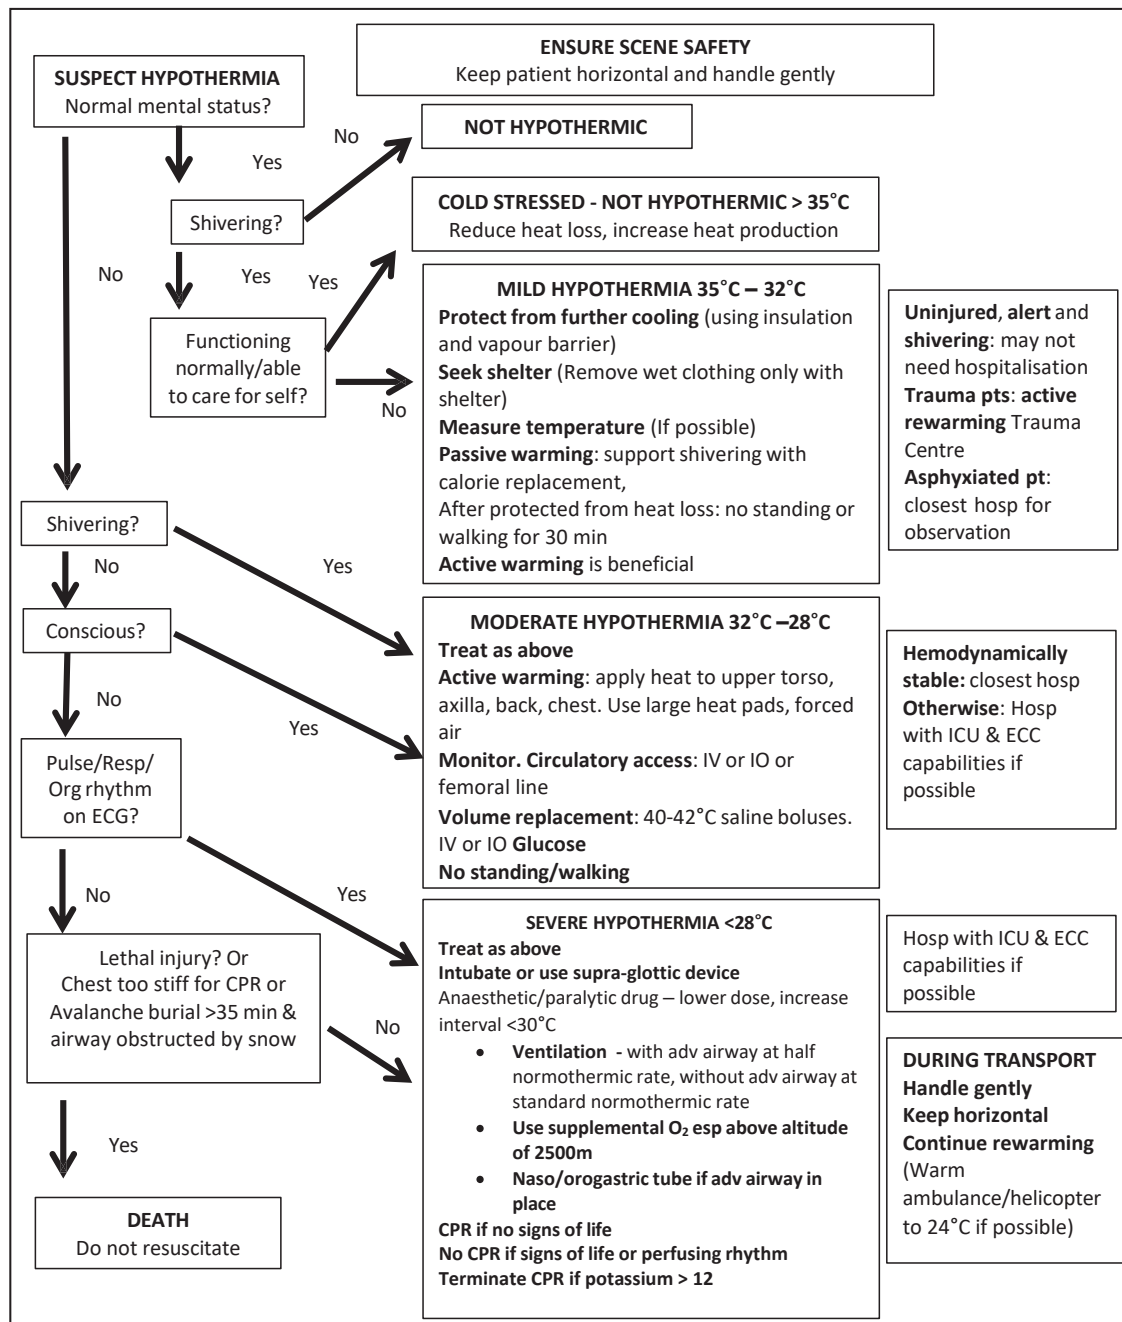 ENSURE SCENE SAFETY
Keep patient horizontal and handle gently
SUSPECT HYPOTHERMIA
Normal mental status?
No
NOT HYPOTHERMIC
Yes
Shivering?
COLD STRESSED - NOT HYPOTHERMIC > 35°C
Reduce heat loss, increase heat production
No
Yes
Yes
Functioning
normally/able
to care for self?
No
MILD HYPOTHERMIA 35°C – 32°C
Protect from further cooling (using insulation
and vapour barrier)
Seek shelter (Remove wet clothing only with
shelter)
Measure temperature (If possible)
Passive warming: support shivering with
calorie replacement,
After protected from heat loss: no standing or
walking for 30 min
Active warming is beneficial
Uninjured, alert and
shivering: may not
need hospitalisation
Trauma pts: active
rewarming Trauma
Centre
Asphyxiated pt:
closest hosp for
observation
Shivering?
No
Yes
Conscious?
No
Yes
MODERATE HYPOTHERMIA 32°C –28°C
Treat as above
Active warming: apply heat to upper torso,
axilla, back, chest. Use large heat pads, forced
air
Monitor. Circulatory access: IV or IO or
femoral line
Volume replacement: 40-42°C saline boluses.
IV or IO Glucose
No standing/walking
Hemodynamically
stable: closest hosp
Otherwise: Hosp
with ICU & ECC
capabilities if
possible
Pulse/Resp/
Org rhythm
on ECG?
No
Yes
Lethal injury? Or
Chest too stiff for CPR or
Avalanche burial >35 min &
airway obstructed by snow
No
Yes
DEATH
Do not resuscitate
SEVERE HYPOTHERMIA <28°C
Treat as above
Intubate or use supra-glottic device
Anaesthetic/paralytic drug – lower dose, increase
interval <30°C
• Ventilation - with adv airway at half
normothermic rate, without adv airway at
standard normothermic rate
• Use supplemental O₂ esp above altitude
of 2500m
• Naso/orogastric tube if adv airway in
place
CPR if no signs of life
No CPR if signs of life or perfusing rhythm
Terminate CPR if potassium > 12
Hosp with ICU & ECC
capabilities if
possible
DURING TRANSPORT
Handle gently
Keep horizontal
Continue rewarming
(Warm
ambulance/helicopter
to 24°C if possible)